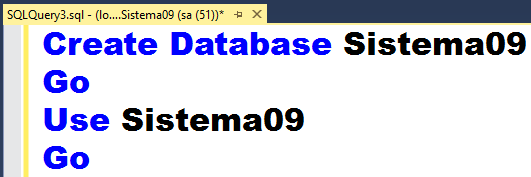 SQLQuery3.sql - (lo....Sistema09 (sa (51))*
Create Database Sistema09
Go
Use Sistema09
Go